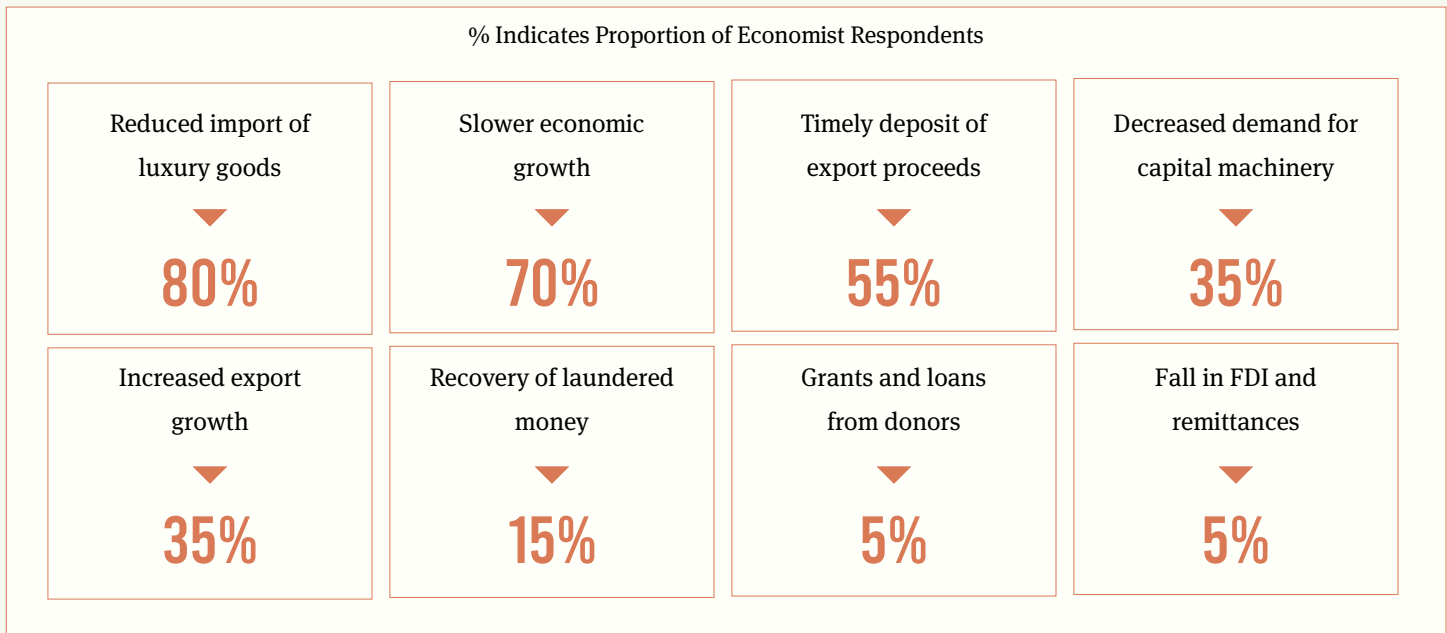 % Indicates Proportion of Economist Respondents
Reduced import of
luxury goods
80%
Slower economic
growth
70%
Timely deposit of
export proceeds
55%
Decreased demand for
capital machinery
35%
Increased export
growth
35%
Recovery of laundered
money
15%
Grants and loans
from donors
5%
Fall in FDI and
remittances
5%